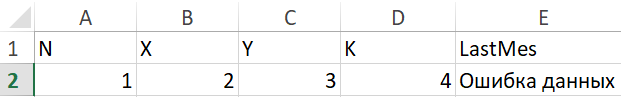 A B C D E
1 N X Y K LastMes
2 1 2 3 4 Ошибка данных